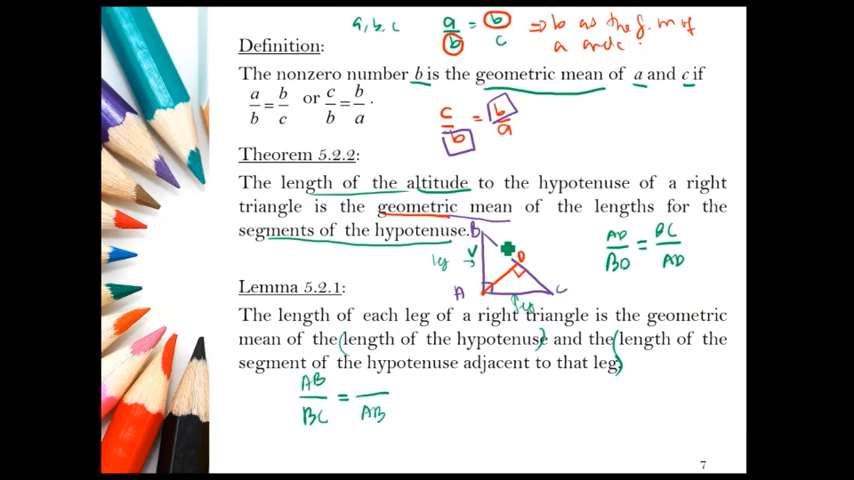 a, b, c a/b = b/c ⇒ b as the g.m of
a and c.
Definition:
The nonzero number b is the geometric mean of a and c if
a/b = b/c or c/b = b/a.
c/b = b/a
Theorem 5.2.2:
The length of the altitude to the hypotenuse of a right
triangle is the geometric mean of the lengths for the
segments of the hypotenuse.
B
leg
D
A C
leg
AD/BD = DC/AD
Lemma 5.2.1:
The length of each leg of a right triangle is the geometric
mean of the (length of the hypotenuse) and the (length of the
segment of the hypotenuse adjacent to that leg)
AB/BC = /AB
7